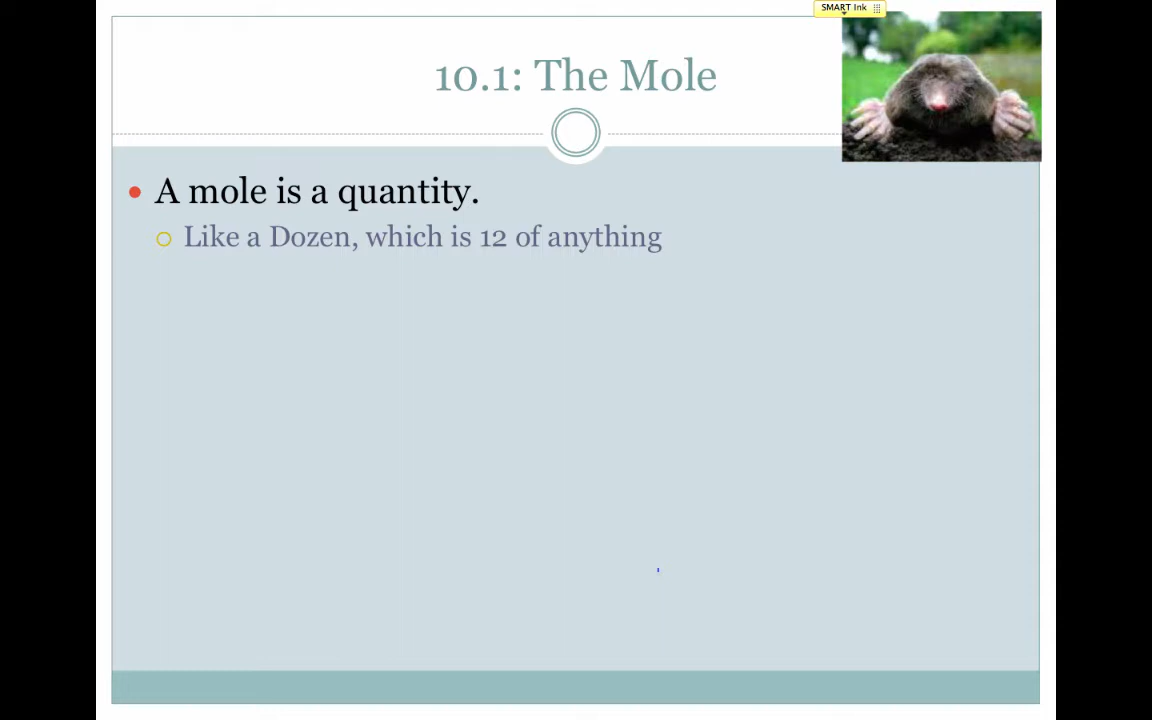 SMART Ink
10.1: The Mole
A mole is a quantity.
Like a Dozen, which is 12 of anything